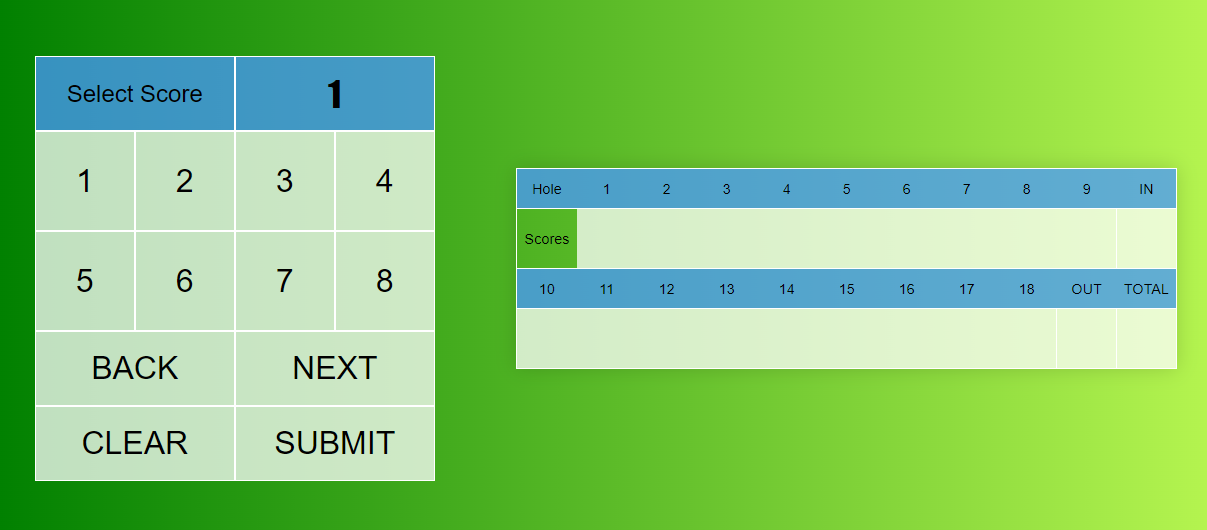 Select Score 1
1 2 3 4
5 6 7 8
BACK NEXT
CLEAR SUBMIT
Hole 1 2 3 4 5 6 7 8 9 IN
Scores
10 11 12 13 14 15 16 17 18 OUT TOTAL